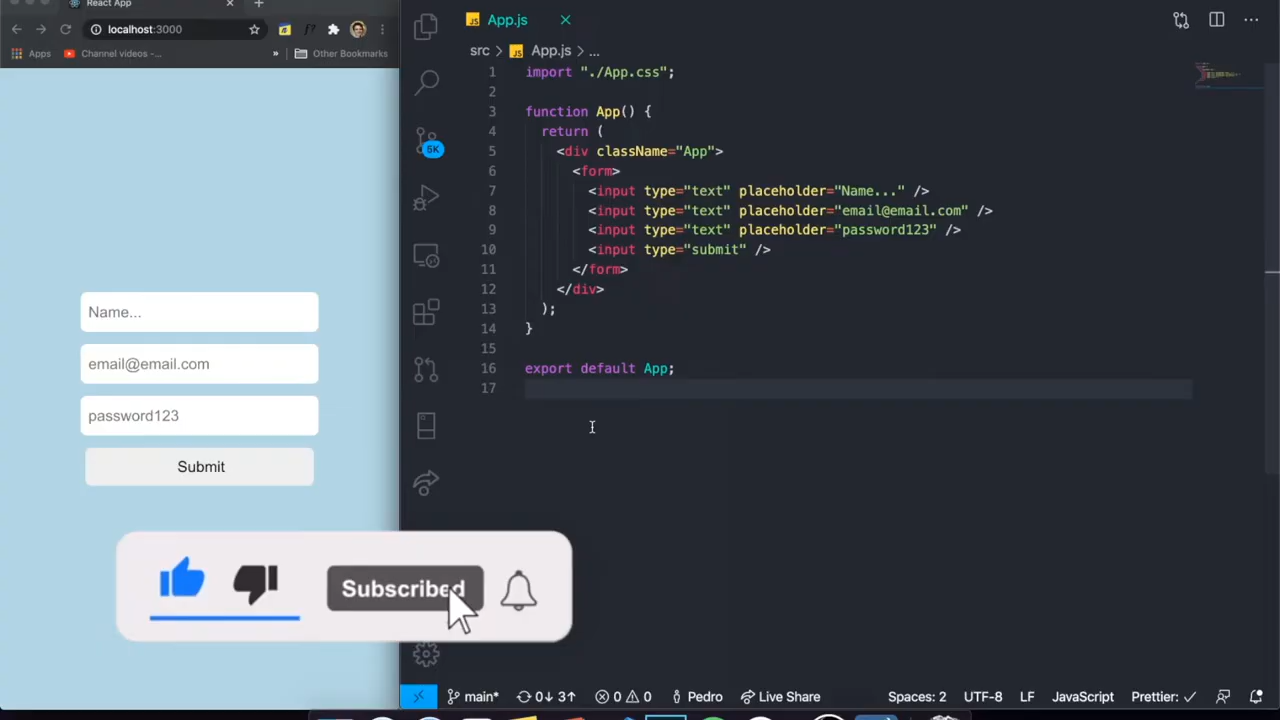 React App
localhost:3000
Apps
Channel videos -...
»
Other Bookmarks
Name...
email@email.com
password123
Submit
Subscribed
App.js
src > App.js > ...
5K
1 import "./App.css";
2
3 function App() {
4 return (
5 <div className="App">
6 <form>
7 <input type="text" placeholder="Name..." />
8 <input type="text" placeholder="email@email.com" />
9 <input type="text" placeholder="password123" />
10 <input type="submit" />
11 </form>
12 </div>
13 );
14 }
15
16 export default App;
17
main* 0↓ 3↑ 0 0 Pedro Live Share Spaces: 2 UTF-8 LF JavaScript Prettier: ✓